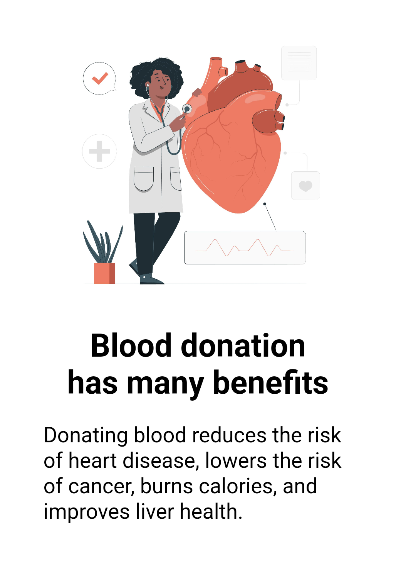 Blood donation
has many benefits
Donating blood reduces the risk
of heart disease, lowers the risk
of cancer, burns calories, and
improves liver health.